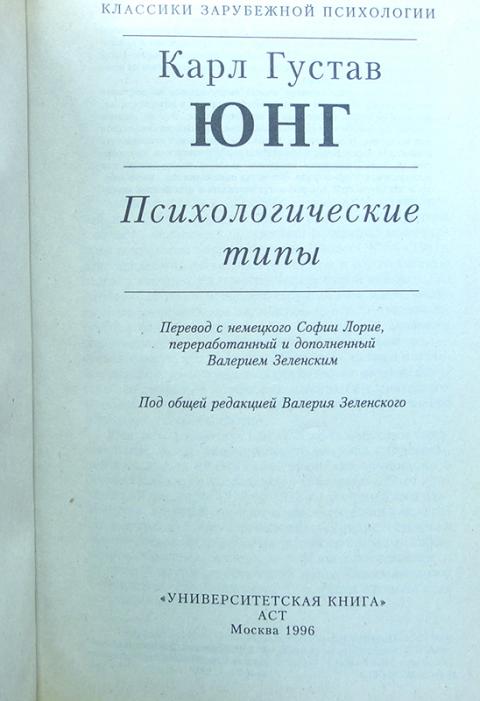 КЛАССИКИ ЗАРУБЕЖНОЙ ПСИХОЛОГИИ
Карл Густав
ЮНГ
Психологические
типы
Перевод с немецкого Софии Лорие,
переработанный и дополненный
Валерием Зеленским
Под общей редакцией Валерия Зеленского
«УНИВЕРСИТЕТСКАЯ КНИГА»
АСТ
Москва 1996